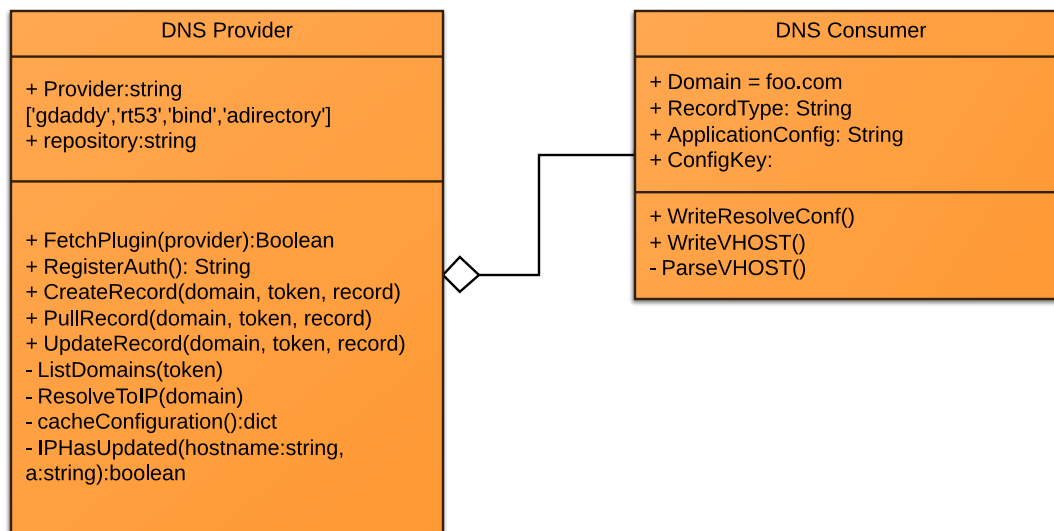 DNS Provider
+ Provider:string
['gdaddy','rt53','bind','adirectory']
+ repository:string
+ FetchPlugin(provider):Boolean
+ RegisterAuth(): String
+ CreateRecord(domain, token, record)
+ PullRecord(domain, token, record)
+ UpdateRecord(domain, token, record)
- ListDomains(token)
- ResolveToIP(domain)
- cacheConfiguration():dict
- IPHasUpdated(hostname:string,
a:string):boolean
DNS Consumer
+ Domain = foo.com
+ RecordType: String
+ ApplicationConfig: String
+ ConfigKey:
+ WriteResolveConf()
+ WriteVHOST()
- ParseVHOST()